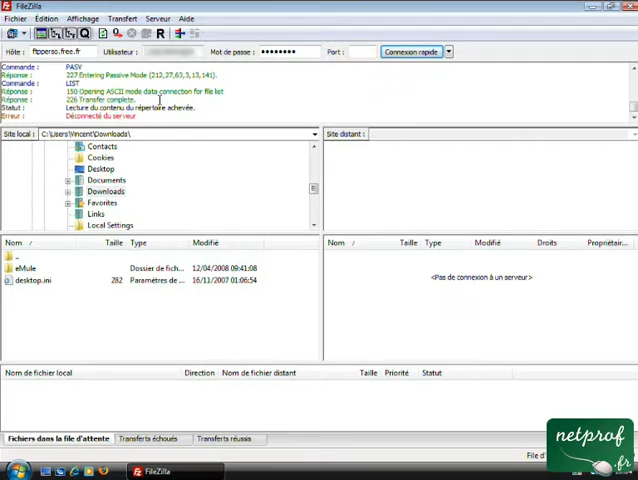 FileZilla
Fichier Édition Affichage Transfert Serveur Aide
Hôte : ftpperso.free.fr Utilisateur : Mot de passe : •••••••• Port : Connexion rapide
Commande : PASV
Réponse : 227 Entering Passive Mode (212,27,63,3,13,141).
Commande : LIST
Réponse : 150 Opening ASCII mode data connection for file list
Réponse : 226 Transfer complete.
Statut : Lecture du contenu du répertoire achevée.
Erreur : Déconnecté du serveur
Site local : C:\Users\Vincent\Downloads\ Site distant :
Contacts
Cookies
Desktop
Documents
Downloads
Favorites
Links
Local Settings
Nom / Taille Type Modifié Nom / Taille Type Modifié Droits Propriétair...
..
eMule Dossier de fich... 12/04/2008 09:41:08
desktop.ini 282 Paramètres de ... 16/11/2007 01:06:54
<Pas de connexion à un serveur>
Nom de fichier local Direction Nom de fichier distant Taille Priorité Statut
Fichiers dans la file d'attente Transferts échoués Transferts réussis
File d'
FileZilla
netprof
.fr